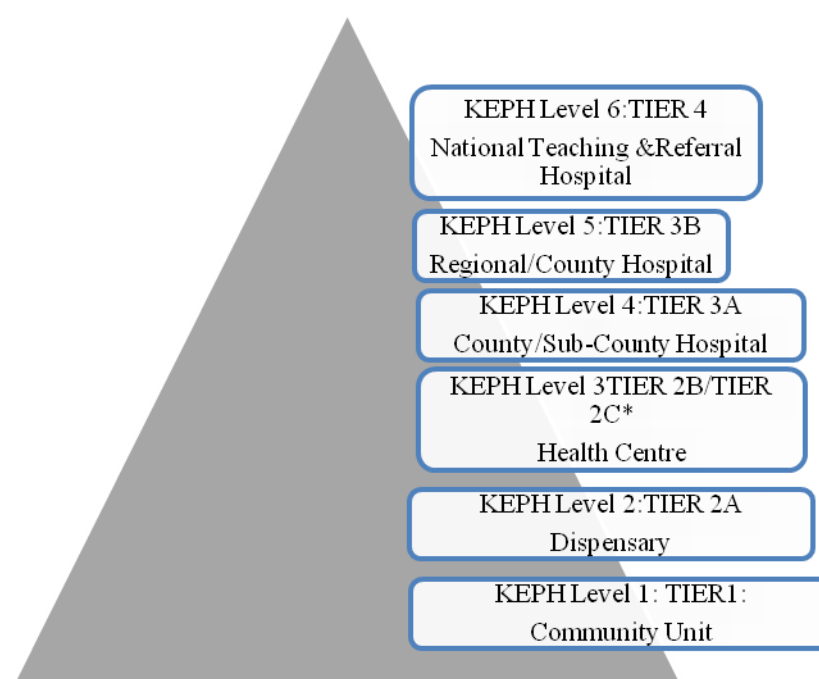 KEPH Level 6:TIER 4
National Teaching &Referral
Hospital
KEPH Level 5:TIER 3B
Regional/County Hospital
KEPH Level 4:TIER 3A
County/Sub-County Hospital
KEPH Level 3TIER 2B/TIER
2C*
Health Centre
KEPH Level 2:TIER 2A
Dispensary
KEPH Level 1: TIER1:
Community Unit